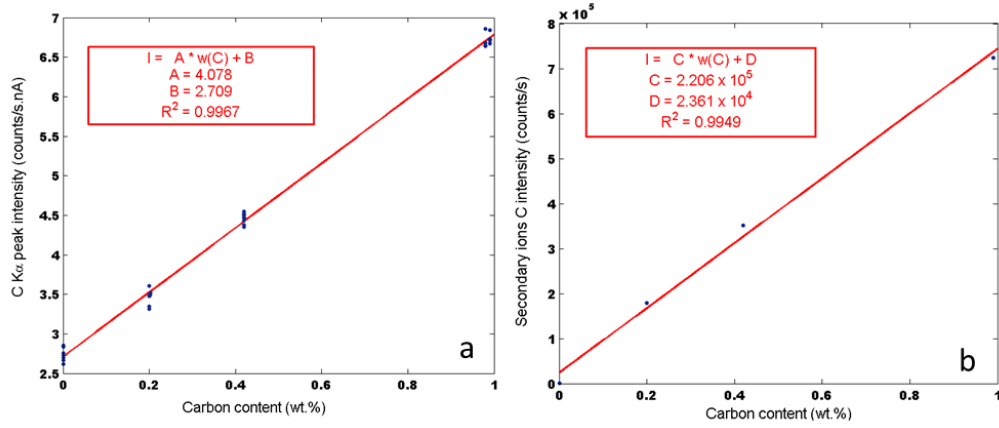 I = A * w(C) + B
A = 4.078
B = 2.709
R² = 0.9967
C Kα peak intensity (counts/s.nA)
7
6.5
6
5.5
5
4.5
4
3.5
3
2.5
0 0.2 0.4 0.6 0.8 1
Carbon content (wt.%)
a
x 10⁵
I = C * w(C) + D
C = 2.206 x 10⁵
D = 2.361 x 10⁴
R² = 0.9949
Secondary ions C intensity (counts/s)
8
7
6
5
4
3
2
1
0
0 0.2 0.4 0.6 0.8 1
Carbon content (wt.%)
b